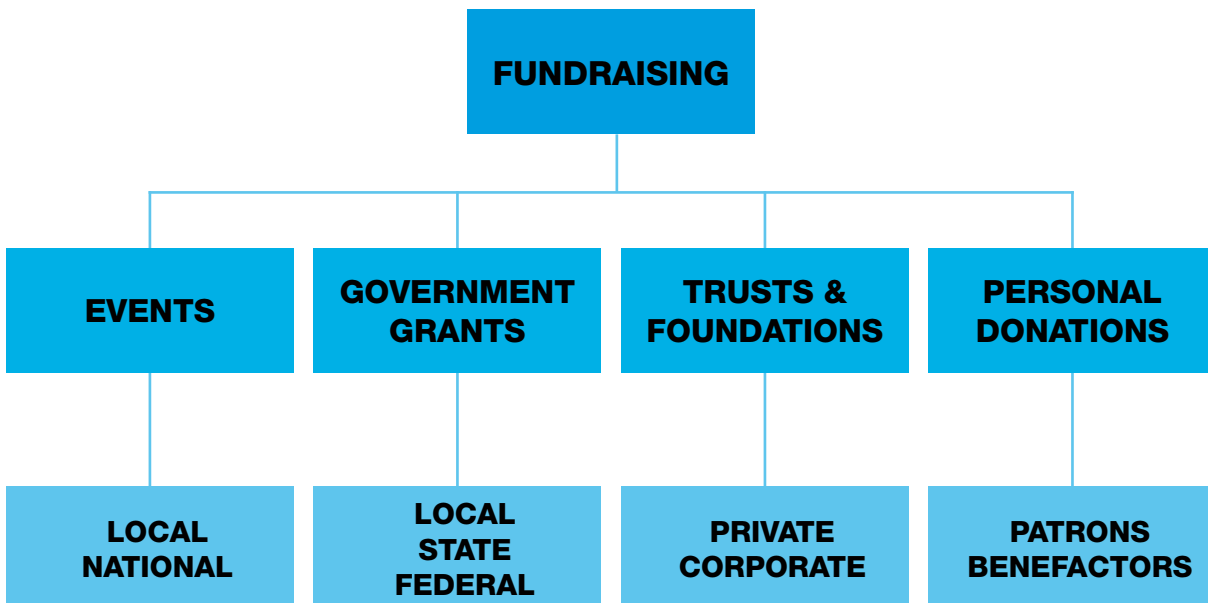 FUNDRAISING
EVENTS
GOVERNMENT
GRANTS
TRUSTS &
FOUNDATIONS
PERSONAL
DONATIONS
LOCAL
NATIONAL
LOCAL
STATE
FEDERAL
PRIVATE
CORPORATE
PATRONS
BENEFACTORS